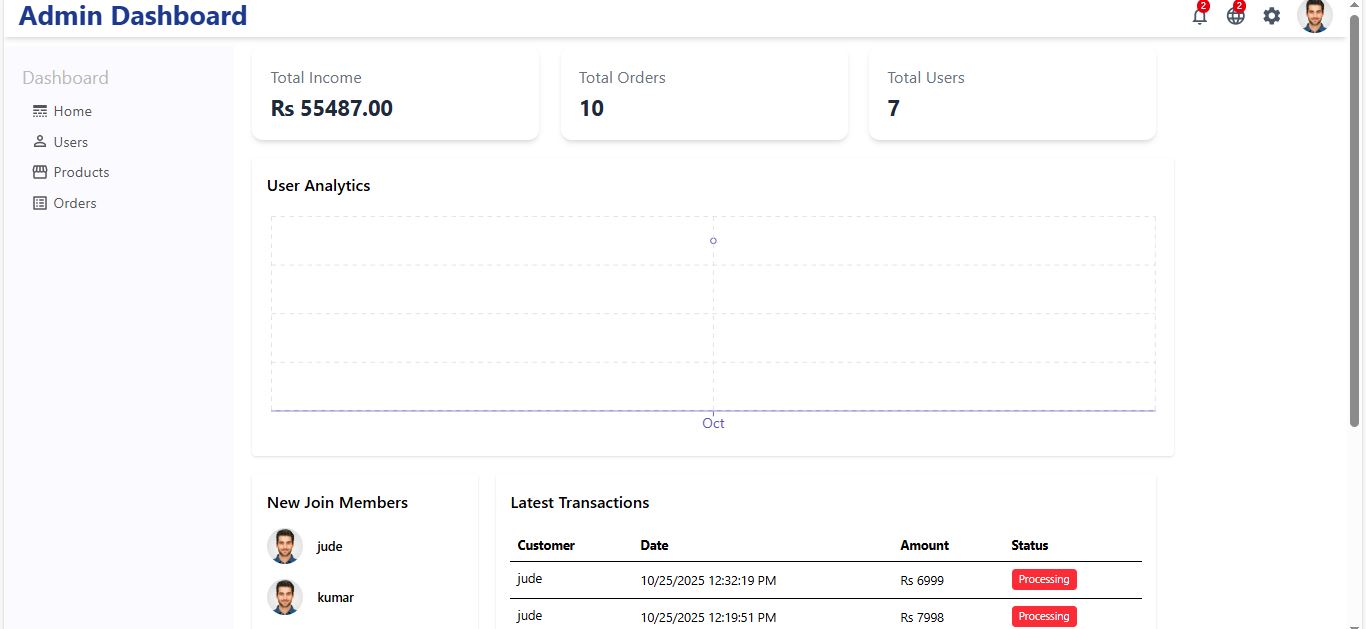 Admin Dashboard
2
2
Dashboard
Home
Users
Products
Orders
Total Income
Rs 55487.00
Total Orders
10
Total Users
7
User Analytics
Oct
New Join Members
jude
kumar
Latest Transactions
Customer Date Amount Status
jude 10/25/2025 12:32:19 PM Rs 6999 Processing
jude 10/25/2025 12:19:51 PM Rs 7998 Processing